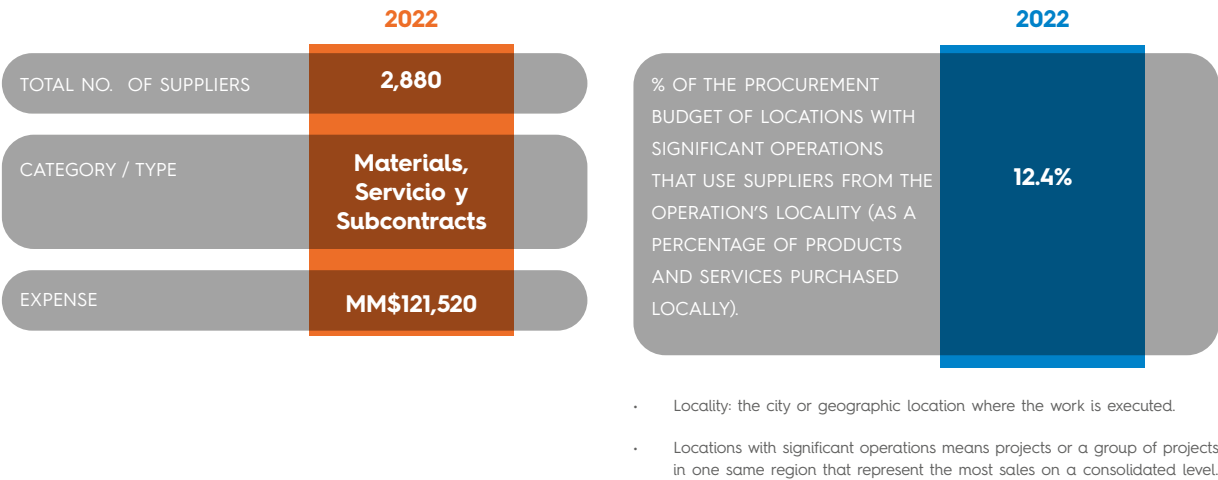 2022
TOTAL NO. OF SUPPLIERS
2,880
CATEGORY / TYPE
Materials,
Servicio y
Subcontracts
EXPENSE
MM$121,520
2022
% OF THE PROCUREMENT
BUDGET OF LOCATIONS WITH
SIGNIFICANT OPERATIONS
THAT USE SUPPLIERS FROM THE
OPERATION'S LOCALITY (AS A
PERCENTAGE OF PRODUCTS
AND SERVICES PURCHASED
LOCALLY).
12.4%
• Locality: the city or geographic location where the work is executed.
• Locations with significant operations means projects or a group of projects
in one same region that represent the most sales on a consolidated level.